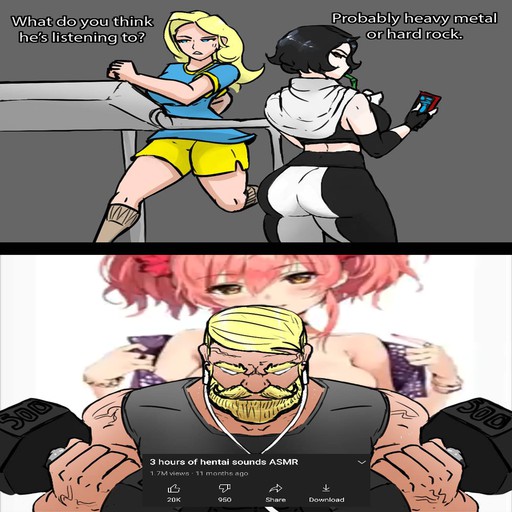 What do you think
he's listening to?
Probably heavy metal
or hard rock.
500
500
3 hours of hentai sounds ASMR
1.7M views · 11 months ago
20K
950
Share
Download